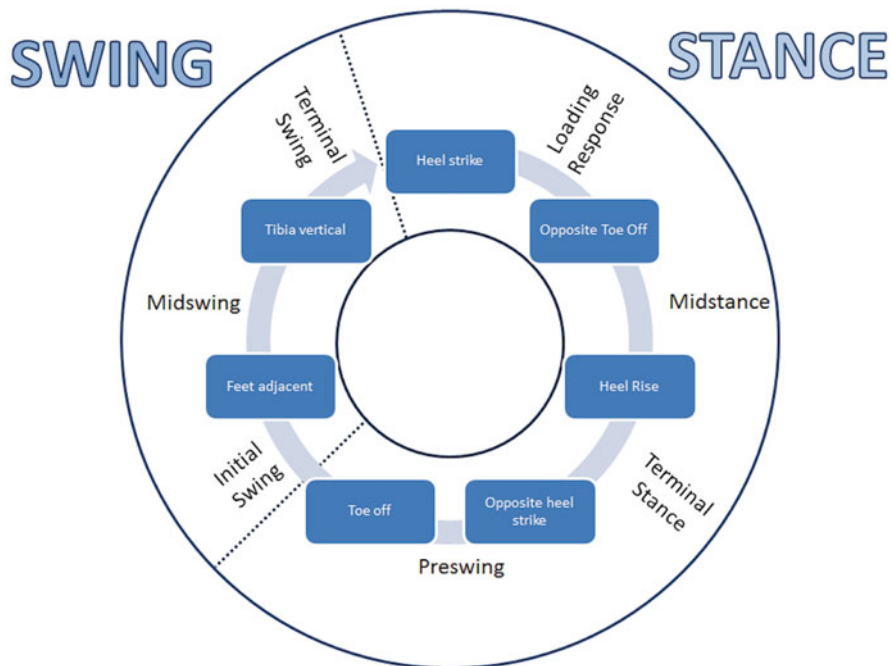 SWING
STANCE
Heel strike
Loading
Response
Opposite Toe Off
Midstance
Heel Rise
Terminal
Stance
Opposite heel
strike
Preswing
Toe off
Initial
Swing
Feet adjacent
Midswing
Tibia vertical
Terminal
Swing